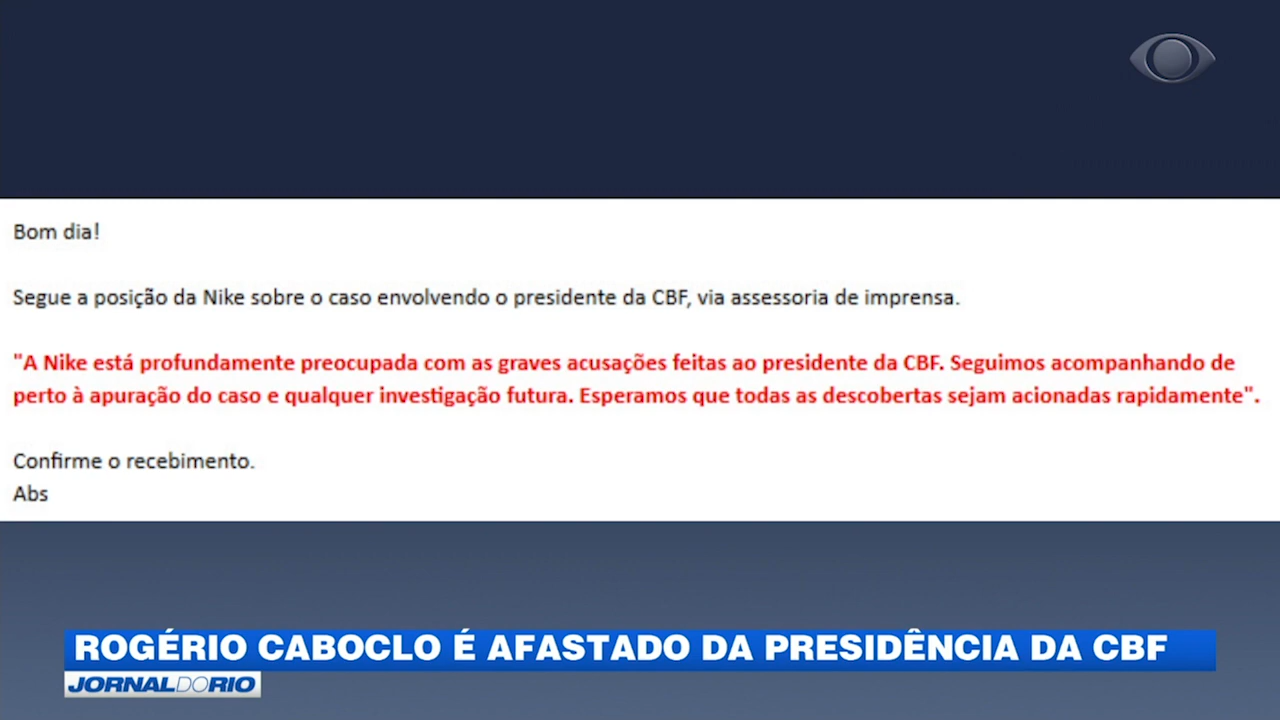 Bom dia!
Segue a posição da Nike sobre o caso envolvendo o presidente da CBF, via assessoria de imprensa.
"A Nike está profundamente preocupada com as graves acusações feitas ao presidente da CBF. Seguimos acompanhando de
perto à apuração do caso e qualquer investigação futura. Esperamos que todas as descobertas sejam acionadas rapidamente".
Confirme o recebimento.
Abs
ROGÉRIO CABOCLO É AFASTADO DA PRESIDÊNCIA DA CBF
JORNAL DO RIO